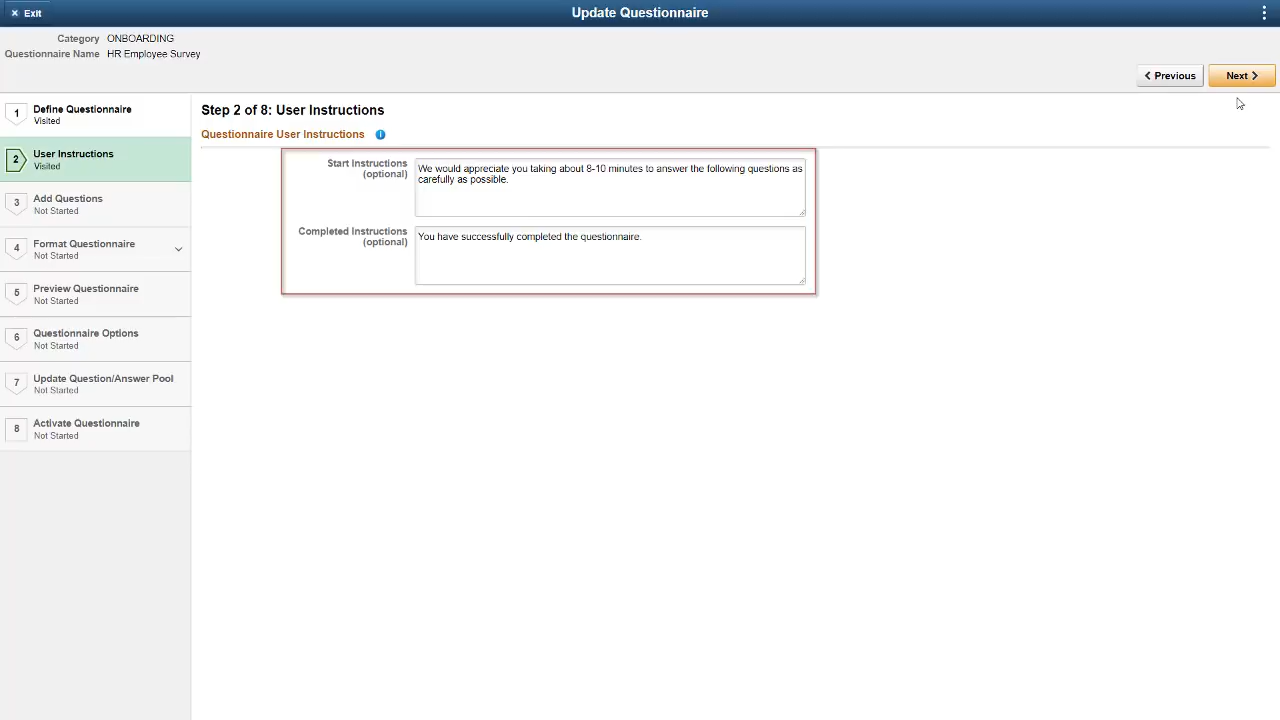 × Exit
Update Questionnaire
Category ONBOARDING
Questionnaire Name HR Employee Survey
Previous
Next
1 Define Questionnaire
Visited
2 User Instructions
Visited
3 Add Questions
Not Started
4 Format Questionnaire
Not Started
5 Preview Questionnaire
Not Started
6 Questionnaire Options
Not Started
7 Update Question/Answer Pool
Not Started
8 Activate Questionnaire
Not Started
Step 2 of 8: User Instructions
Questionnaire User Instructions i
Start Instructions
(optional)
We would appreciate you taking about 8-10 minutes to answer the following questions as
carefully as possible.
Completed Instructions
(optional)
You have successfully completed the questionnaire.